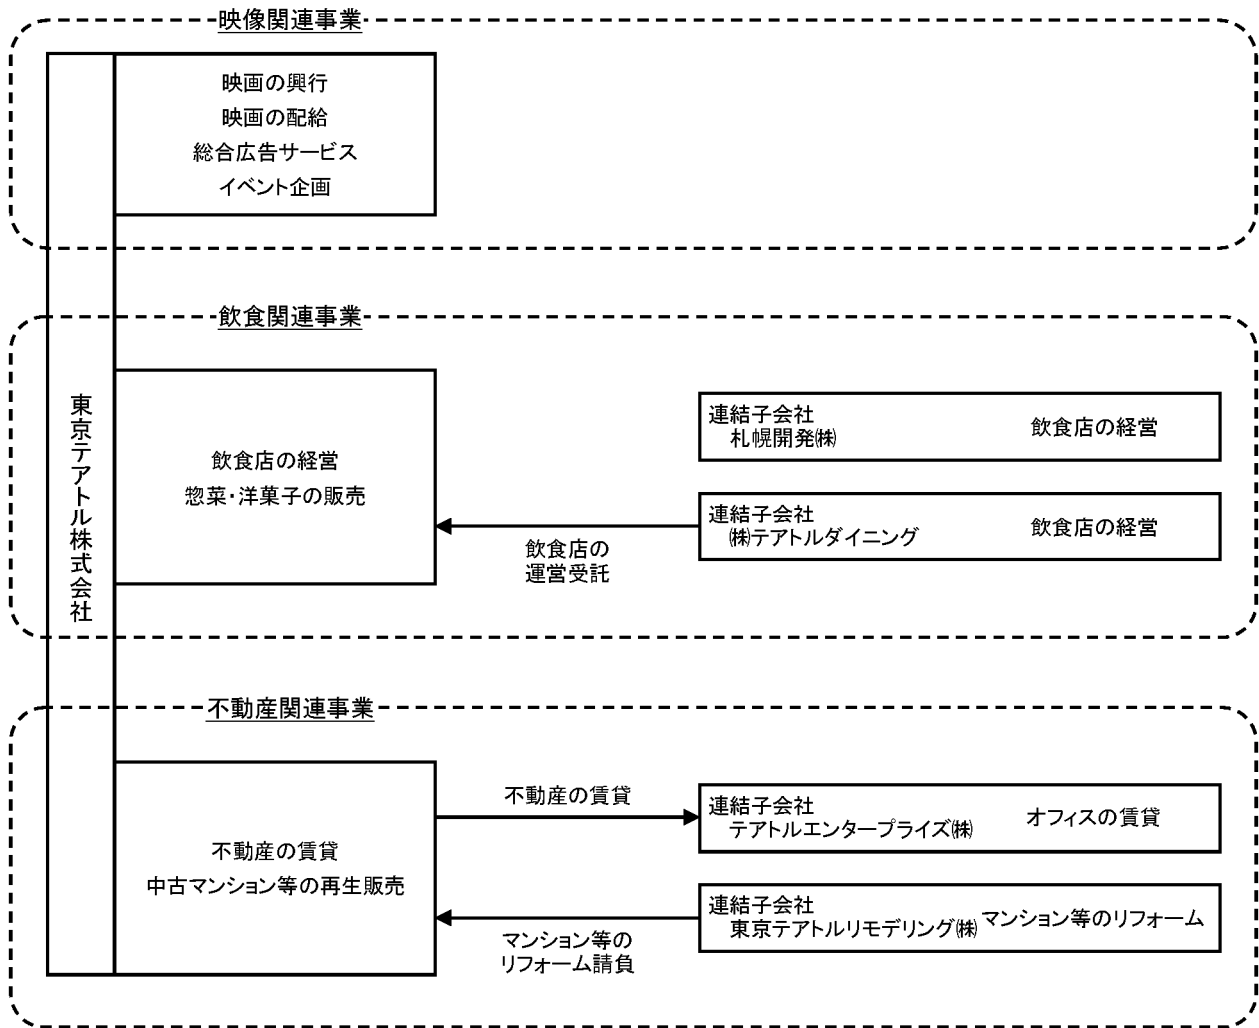 映像関連事業
映画の興行
映画の配給
総合広告サービス
イベント企画
東京テアトル株式会社
飲食関連事業
飲食店の経営
惣菜・洋菓子の販売
飲食店の
運営受託
連結子会社
札幌開発㈱
飲食店の経営
連結子会社
㈱テアトルダイニング
飲食店の経営
不動産関連事業
不動産の賃貸
中古マンション等の再生販売
不動産の賃貸
連結子会社
テアトルエンタープライズ㈱
オフィスの賃貸
マンション等の
リフォーム請負
連結子会社
東京テアトルリモデリング㈱
マンション等のリフォーム